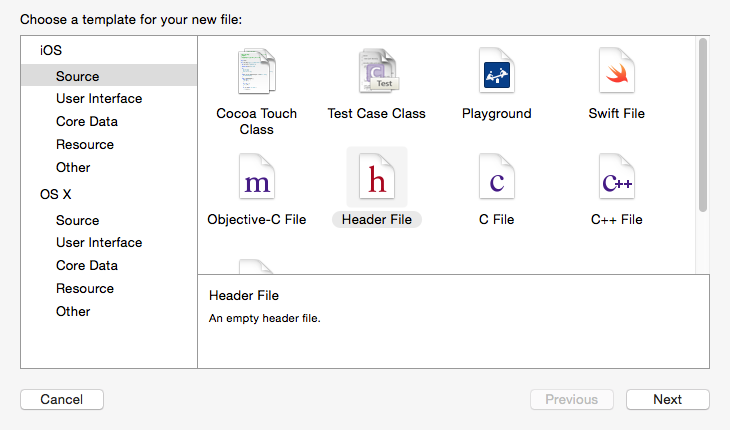 Choose a template for your new file:
iOS
Source
User Interface
Core Data
Resource
Other
OS X
Source
User Interface
Core Data
Resource
Other
Cocoa Touch
Class
Test
Test Case Class
Playground
Swift File
m
Objective-C File
h
Header File
c
C File
C++
C++ File
Header File
An empty header file.
Cancel
Previous
Next